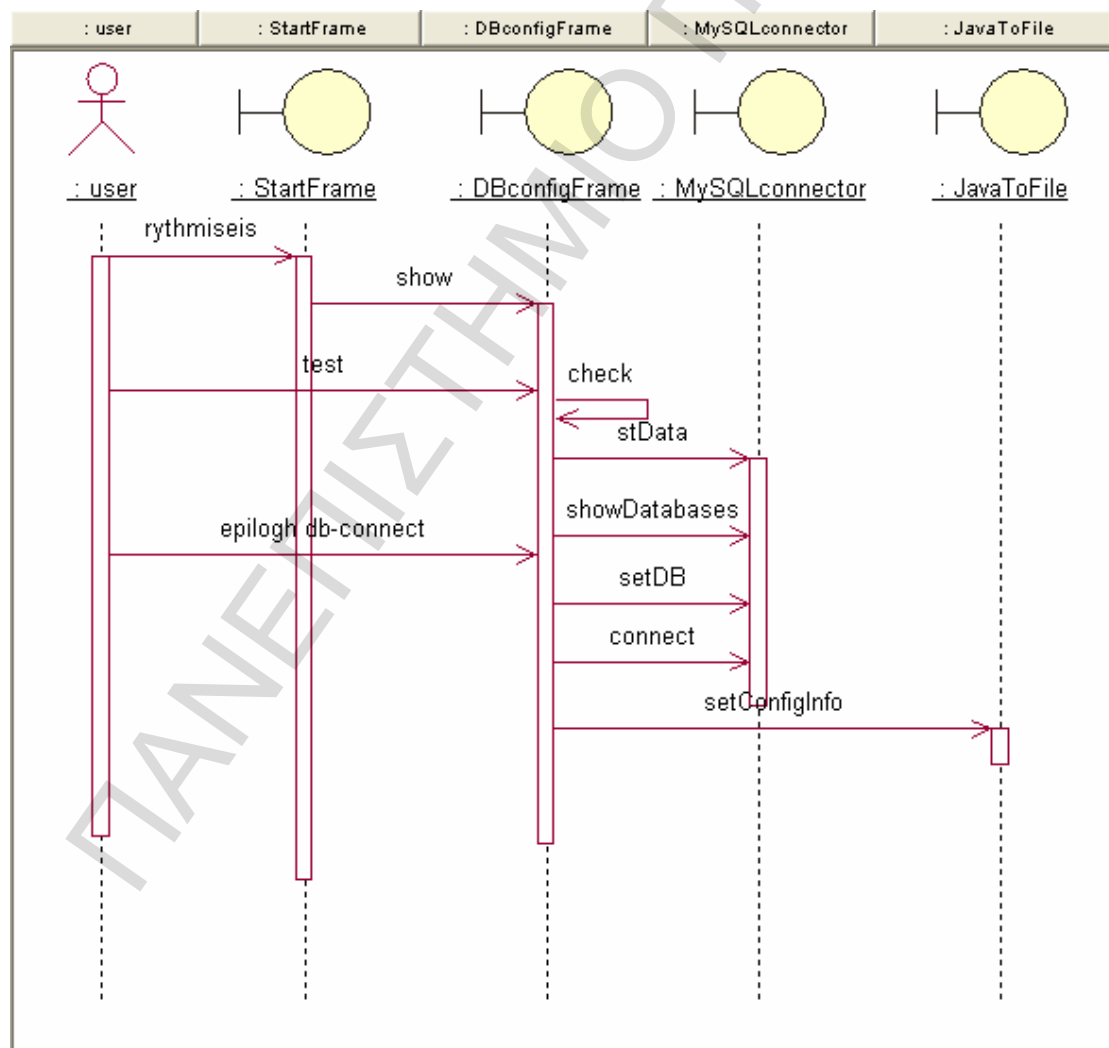 : user : StartFrame : DBconfigFrame : MySQLconnector : JavaToFile
: user : StartFrame : DBconfigFrame : MySQLconnector : JavaToFile
rythmiseis
show
test
check
stData
showDatabases
epilogh db-connect
setDB
connect
setConfigInfo
ΠΑΝΕΠΙΣΤΗΜΙΟ Π